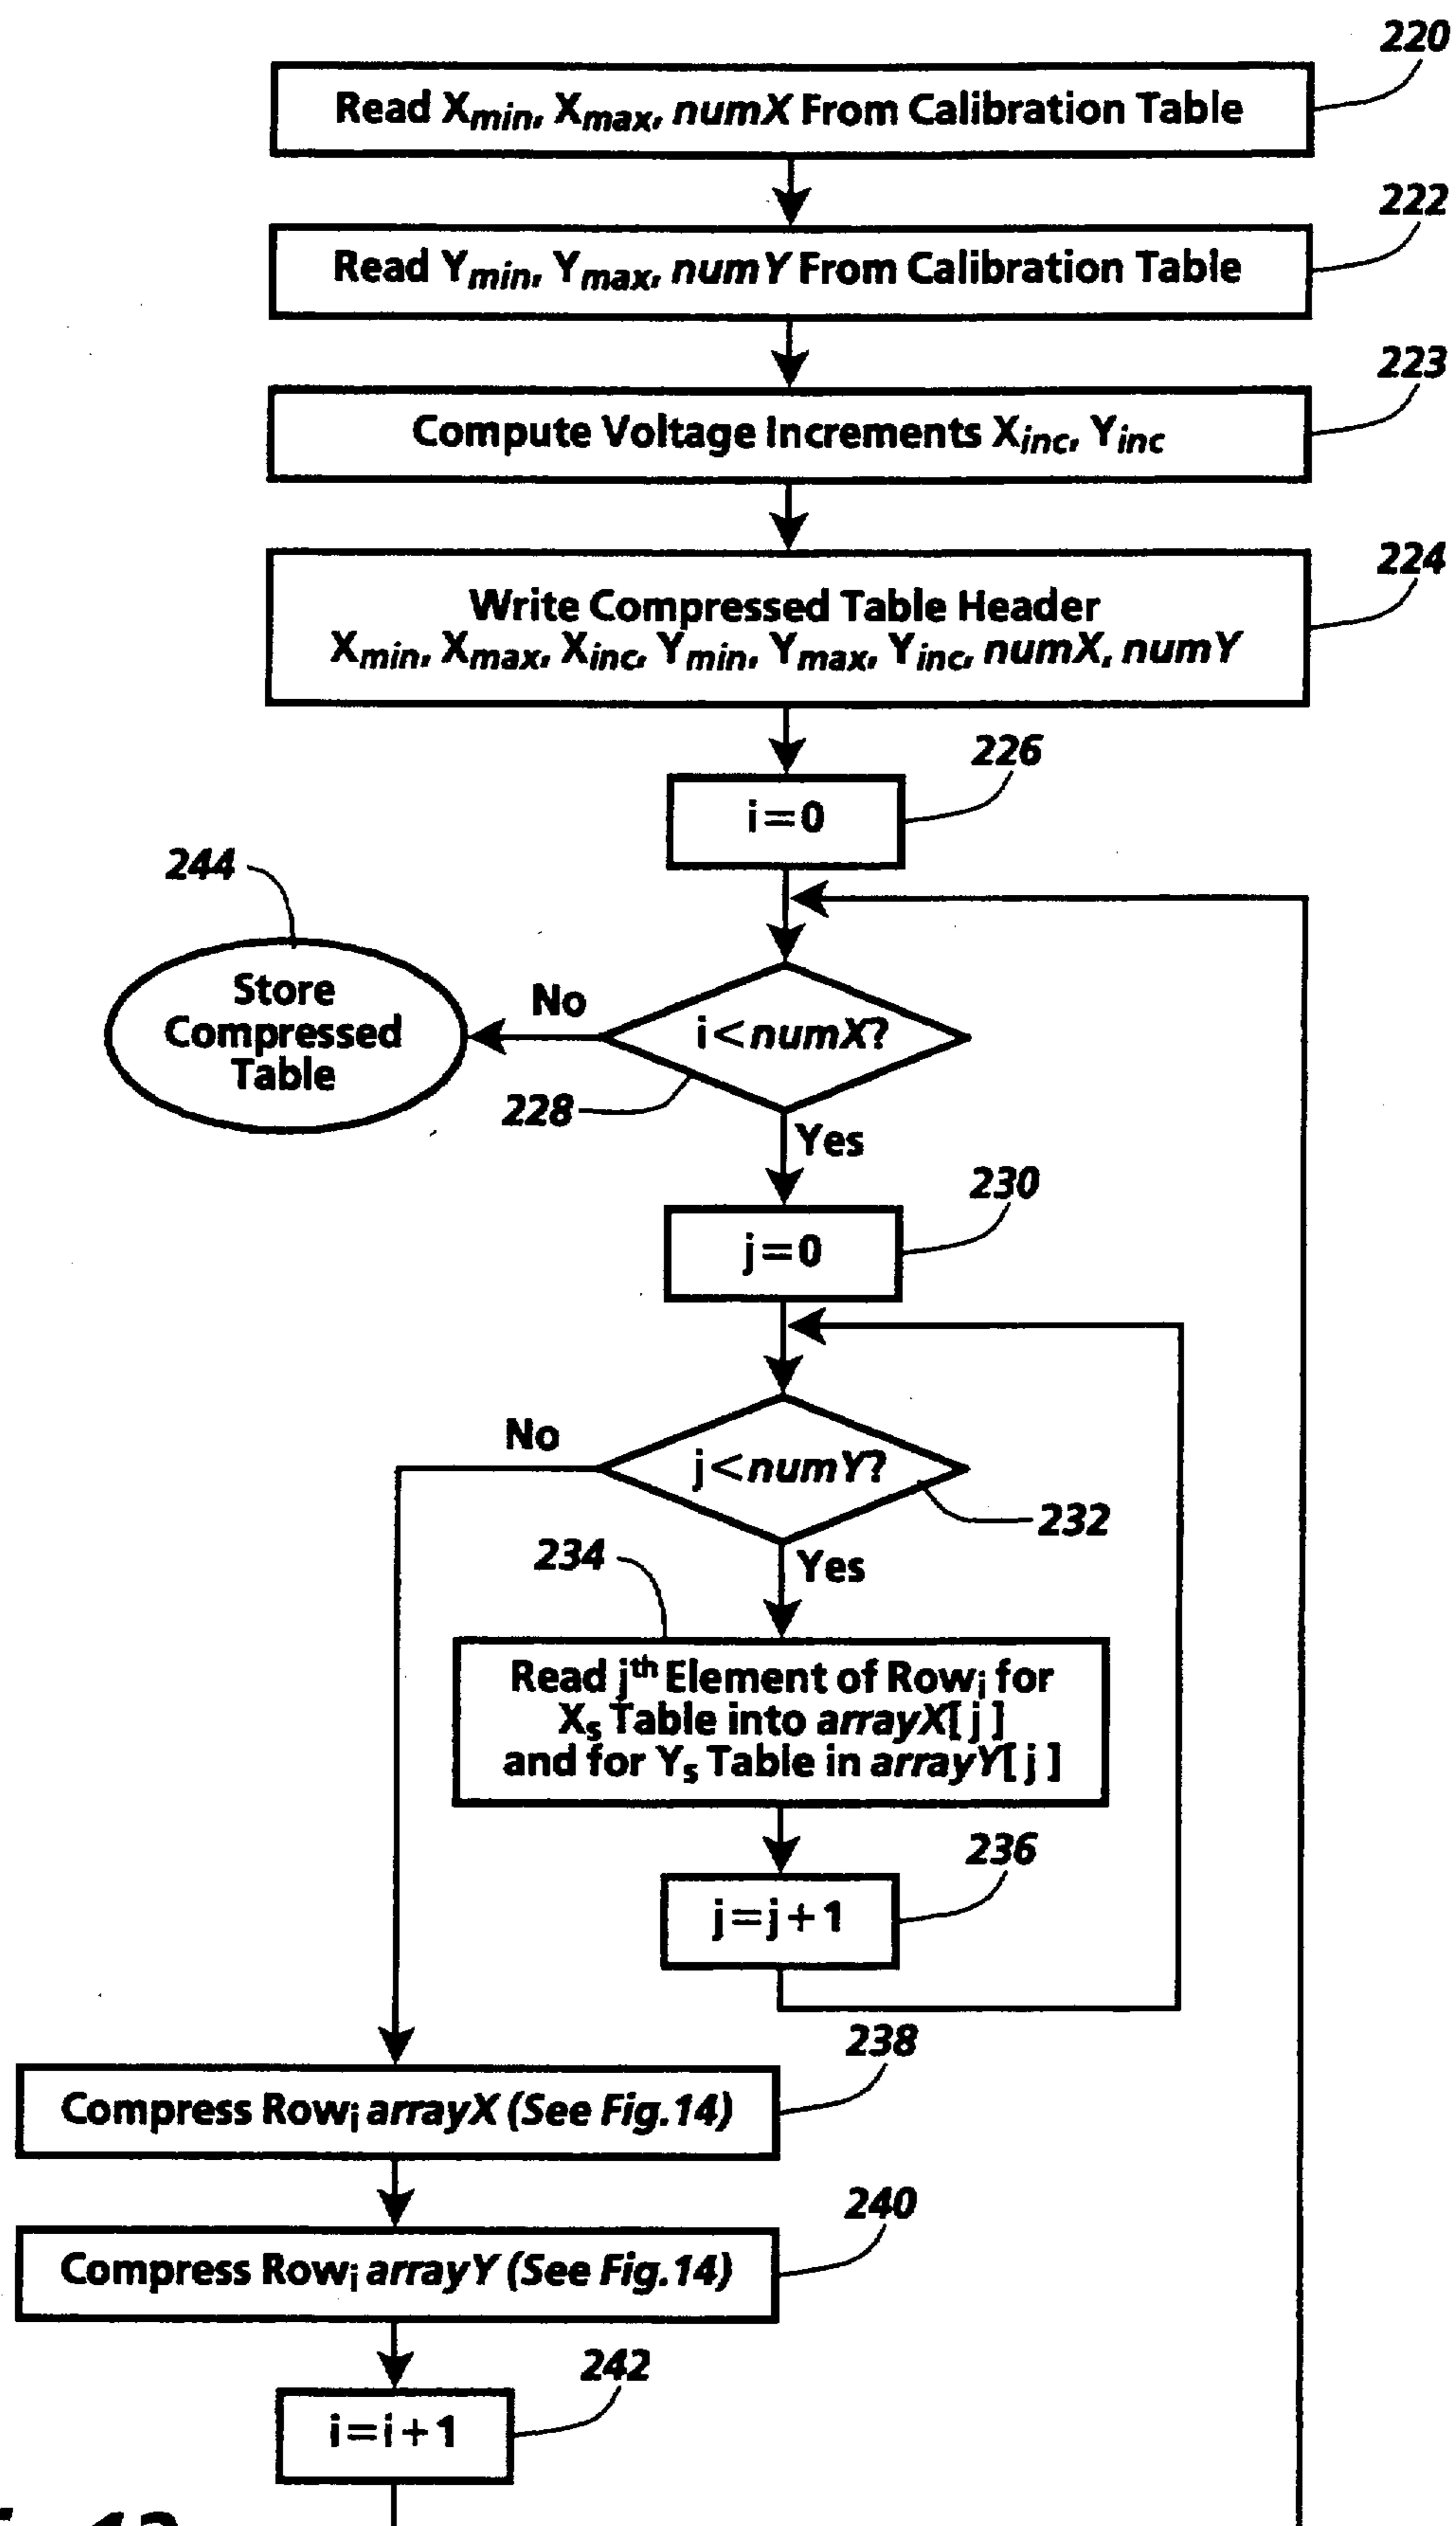 220
Read Xmin, Xmax, numX From Calibration Table
222
Read Ymin, Ymax, numY From Calibration Table
223
Compute Voltage Increments Xinc, Yinc
224
Write Compressed Table Header
Xmin, Xmax, Xinc, Ymin, Ymax, Yinc, numX, numY
226
i=0
244
Store
Compressed
Table
No
i<numX?
228
Yes
230
j=0
No
j<numY?
232
234
Yes
Read jth Element of Rowi for
Xs Table into arrayX[j]
and for Ys Table in arrayY[j]
236
j=j+1
238
Compress Rowi arrayX (See Fig.14)
240
Compress Rowi arrayY (See Fig.14)
242
i=i+1